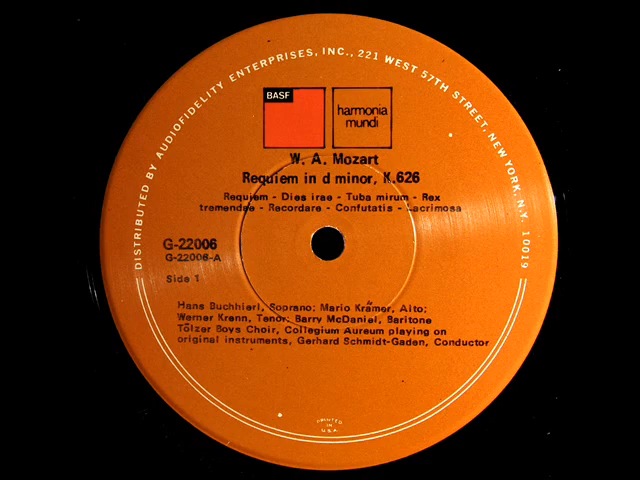 DISTRIBUTED BY AUDIOFIDELITY ENTERPRISES, INC., 221 WEST 57TH STREET, NEW YORK, N.Y. 10019
BASF
harmonia
mundi
W. A. Mozart
Requiem in d minor, K.626
Requiem - Dies irae - Tuba mirum - Rex
tremendae - Recordare - Confutatis - Lacrimosa
G-22006
G-22006-A
Side 1
Hans Buchhierl, Soprano; Mario Krämer, Alto;
Werner Krenn, Tenor; Barry McDaniel, Baritone
Tölzer Boys Choir, Collegium Aureum playing on
original instruments, Gerhard Schmidt-Gaden, Conductor
PRINTED
IN
U.S.A.